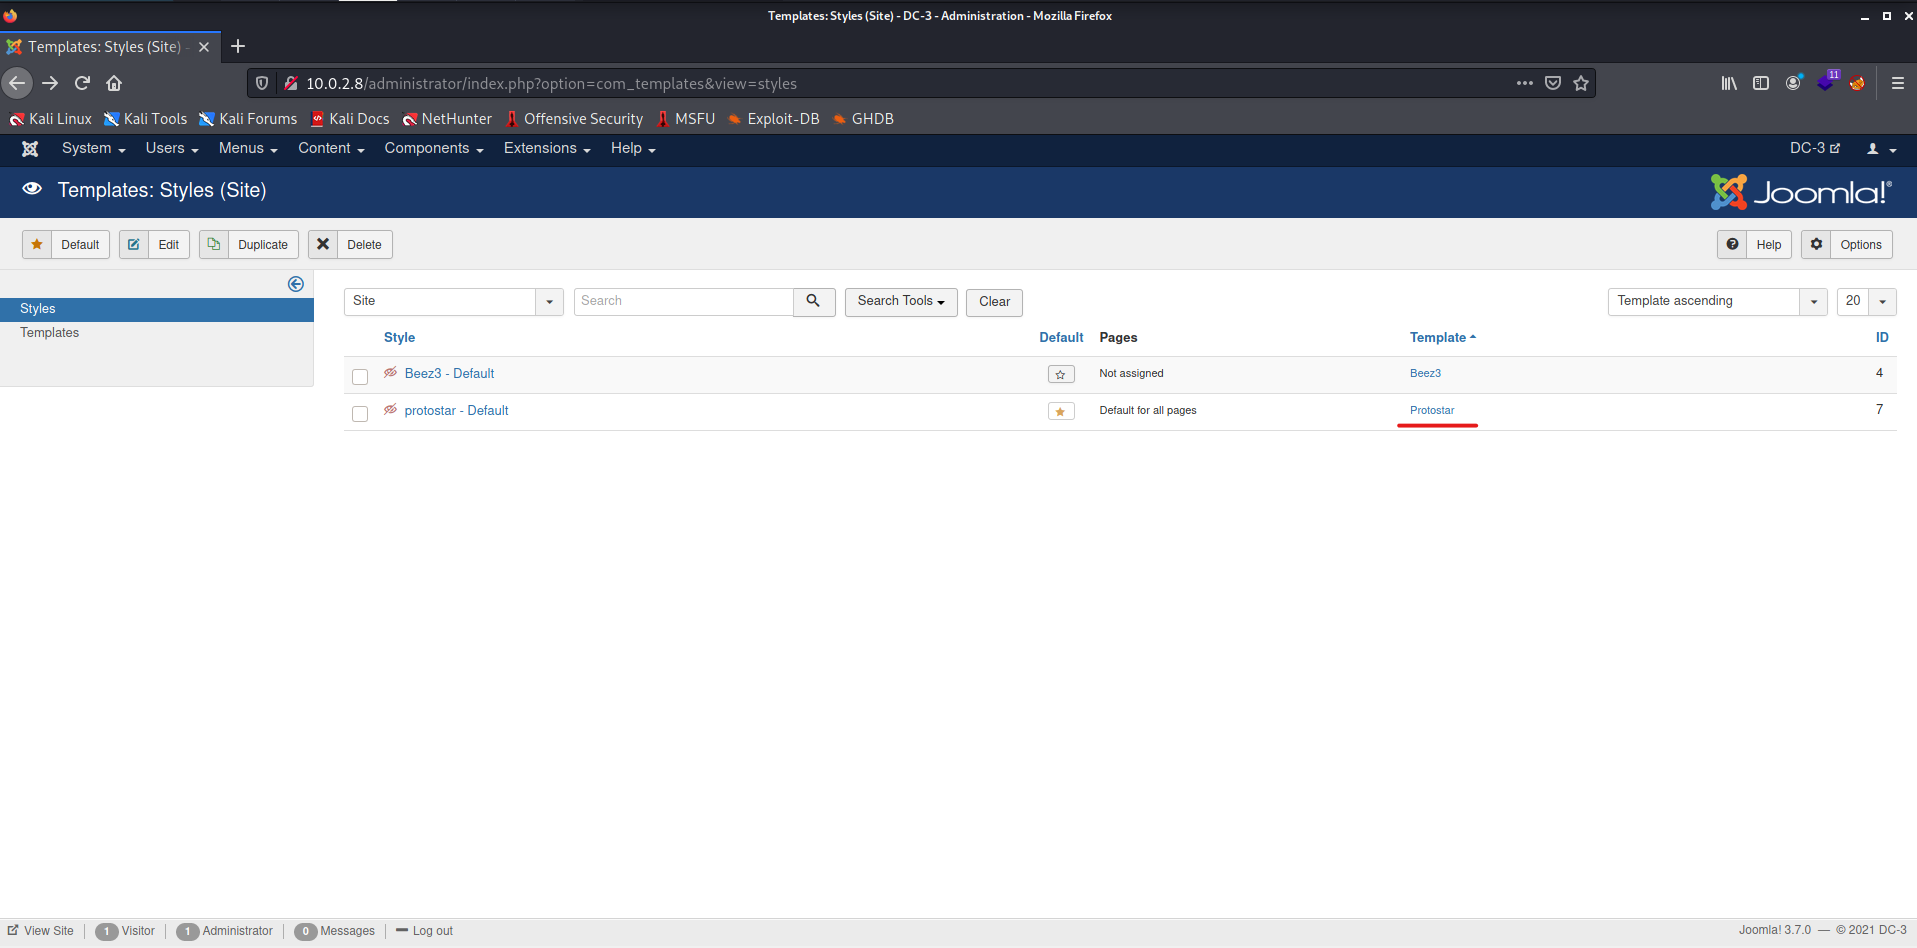 Templates: Styles (Site) - DC-3 - Administration - Mozilla Firefox
Templates: Styles (Site) -
10.0.2.8/administrator/index.php?option=com_templates&view=styles
11
Kali Linux Kali Tools Kali Forums Kali Docs NetHunter Offensive Security MSFU Exploit-DB GHDB
System Users Menus Content Components Extensions Help DC-3
Templates: Styles (Site) Joomla!®
Default Edit Duplicate Delete Help Options
Styles
Templates
Site Search Search Tools Clear Template ascending 20
Style Default Pages Template ID
Beez3 - Default Not assigned Beez3 4
protostar - Default Default for all pages Protostar 7
View Site 1 Visitor 1 Administrator 0 Messages Log out Joomla! 3.7.0 — © 2021 DC-3